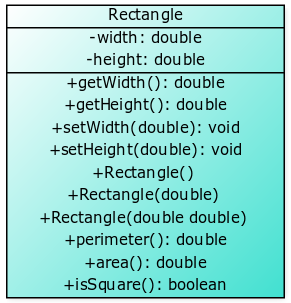 Rectangle
-width: double
-height: double
+getWidth(): double
+getHeight(): double
+setWidth(double): void
+setHeight(double): void
+Rectangle()
+Rectangle(double)
+Rectangle(double double)
+perimeter(): double
+area(): double
+isSquare(): boolean